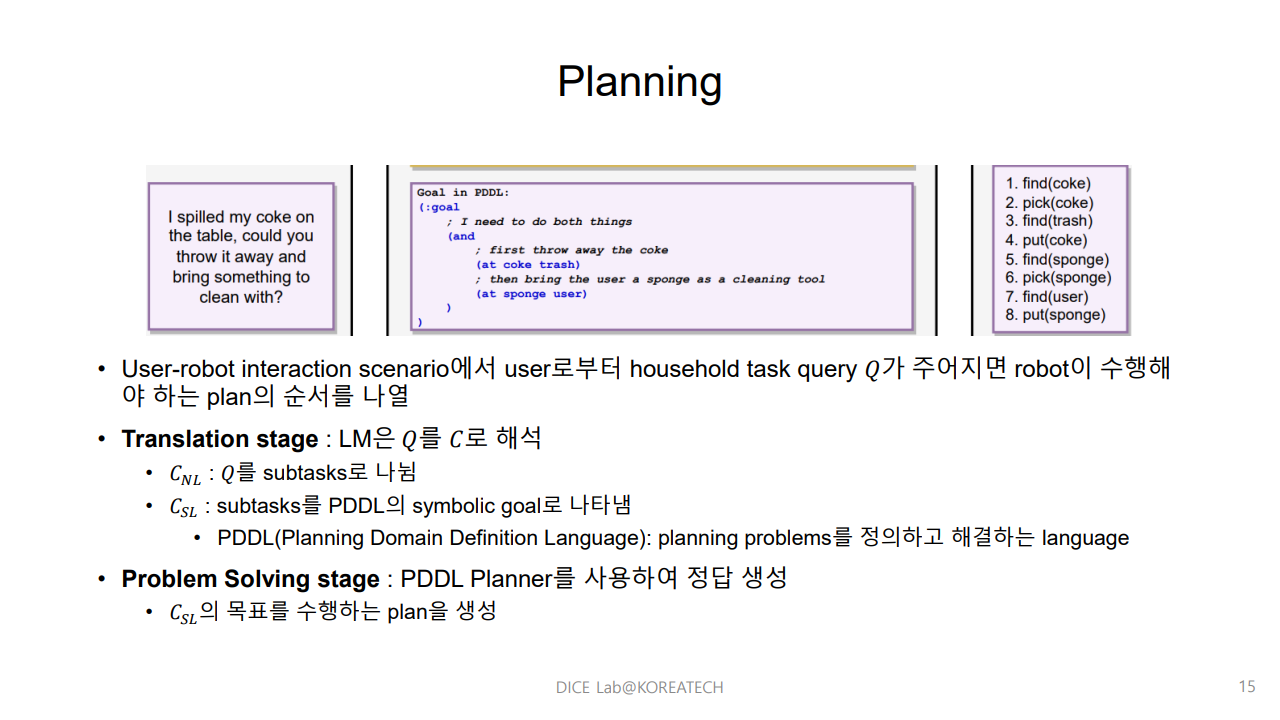 Planning
I spilled my coke on
the table, could you
throw it away and
bring something to
clean with?
Goal in PDDL:
(:goal
; I need to do both things
(and
; first throw away the coke
(at coke trash)
; then bring the user a sponge as a cleaning tool
(at sponge user)
)
)
1. find(coke)
2. pick(coke)
3. find(trash)
4. put(coke)
5. find(sponge)
6. pick(sponge)
7. find(user)
8. put(sponge)
• User-robot interaction scenario에서 user로부터 household task query 𝑄가 주어지면 robot이 수행해
야 하는 plan의 순서를 나열
• Translation stage : LM은 𝑄를 𝐶로 해석
• 𝐶𝑁𝐿 : 𝑄를 subtasks로 나뉨
• 𝐶𝑆𝐿 : subtasks를 PDDL의 symbolic goal로 나타냄
• PDDL(Planning Domain Definition Language): planning problems를 정의하고 해결하는 language
• Problem Solving stage : PDDL Planner를 사용하여 정답 생성
• 𝐶𝑆𝐿의 목표를 수행하는 plan을 생성
DICE Lab@KOREATECH
15